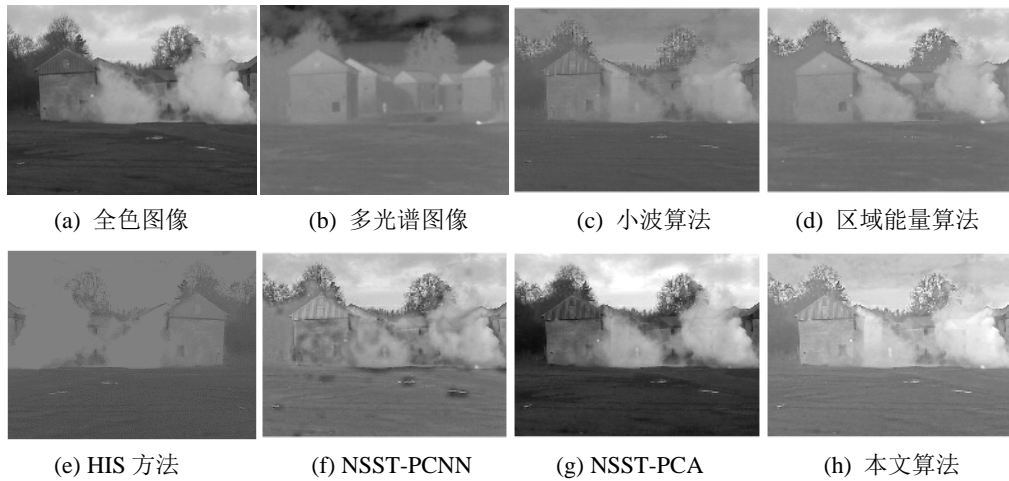 (a) 全色图像
(b) 多光谱图像
(c) 小波算法
(d) 区域能量算法
(e) HIS 方法
(f) NSST-PCNN
(g) NSST-PCA
(h) 本文算法